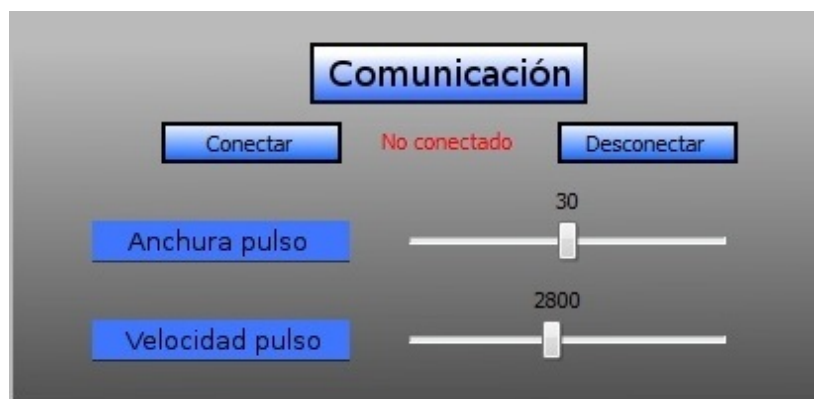 Comunicación
Conectar No conectado Desconectar
30
Anchura pulso
2800
Velocidad pulso